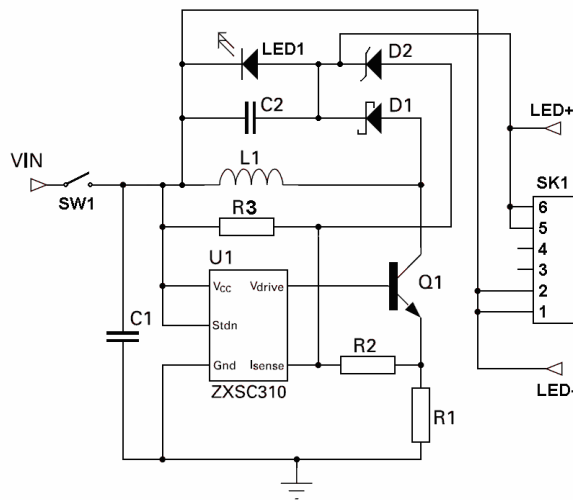 LED1
D2
C2
D1
LED+
VIN
L1
SK1
SW1
R3
6
5
4
3
2
1
U1
Vcc
Vdrive
Q1
Stdn
C1
Gnd
Isense
R2
LED-
ZXSC310
R1